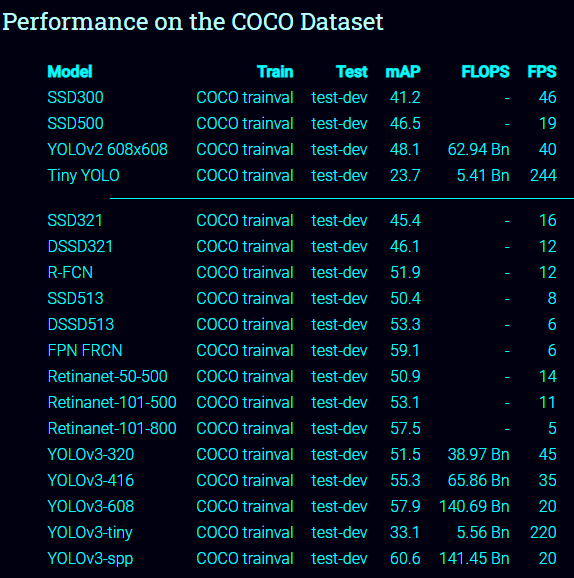 Performance on the COCO Dataset
Model Train Test mAP FLOPS FPS
SSD300 COCO trainval test-dev 41.2 - 46
SSD500 COCO trainval test-dev 46.5 - 19
YOLOv2 608x608 COCO trainval test-dev 48.1 62.94 Bn 40
Tiny YOLO COCO trainval test-dev 23.7 5.41 Bn 244
SSD321 COCO trainval test-dev 45.4 - 16
DSSD321 COCO trainval test-dev 46.1 - 12
R-FCN COCO trainval test-dev 51.9 - 12
SSD513 COCO trainval test-dev 50.4 - 8
DSSD513 COCO trainval test-dev 53.3 - 6
FPN FRCN COCO trainval test-dev 59.1 - 6
Retinanet-50-500 COCO trainval test-dev 50.9 - 14
Retinanet-101-500 COCO trainval test-dev 53.1 - 11
Retinanet-101-800 COCO trainval test-dev 57.5 - 5
YOLOv3-320 COCO trainval test-dev 51.5 38.97 Bn 45
YOLOv3-416 COCO trainval test-dev 55.3 65.86 Bn 35
YOLOv3-608 COCO trainval test-dev 57.9 140.69 Bn 20
YOLOv3-tiny COCO trainval test-dev 33.1 5.56 Bn 220
YOLOv3-spp COCO trainval test-dev 60.6 141.45 Bn 20